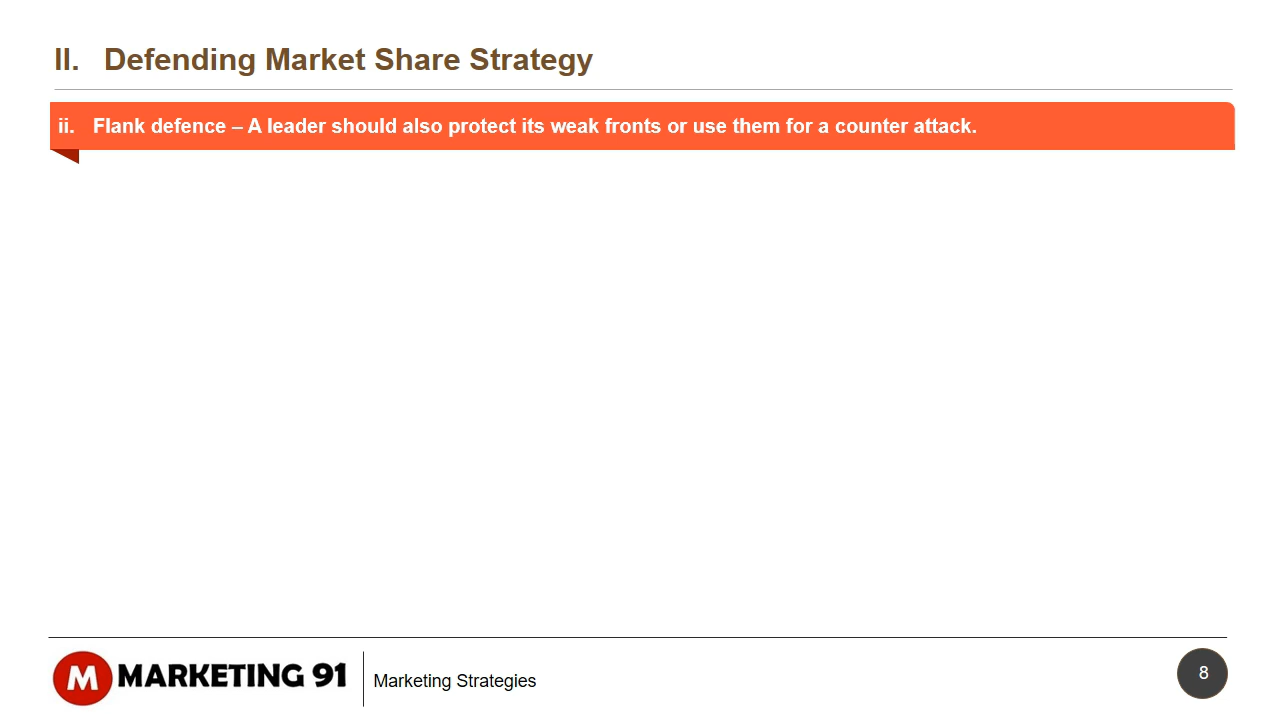 II. Defending Market Share Strategy
ii. Flank defence – A leader should also protect its weak fronts or use them for a counter attack.
M MARKETING 91
Marketing Strategies
8